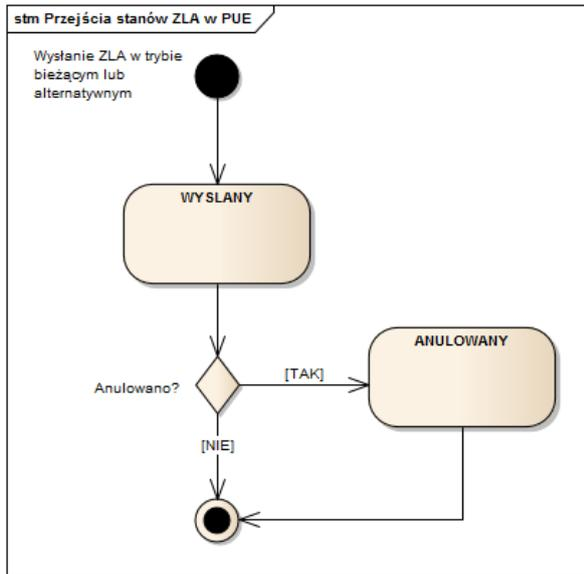 stm Przejścia stanów ZLA w PUE
Wysłanie ZLA w trybie
bieżącym lub
alternatywnym
WYSLANY
ANULOWANY
Anulowano?
[TAK]
[NIE]